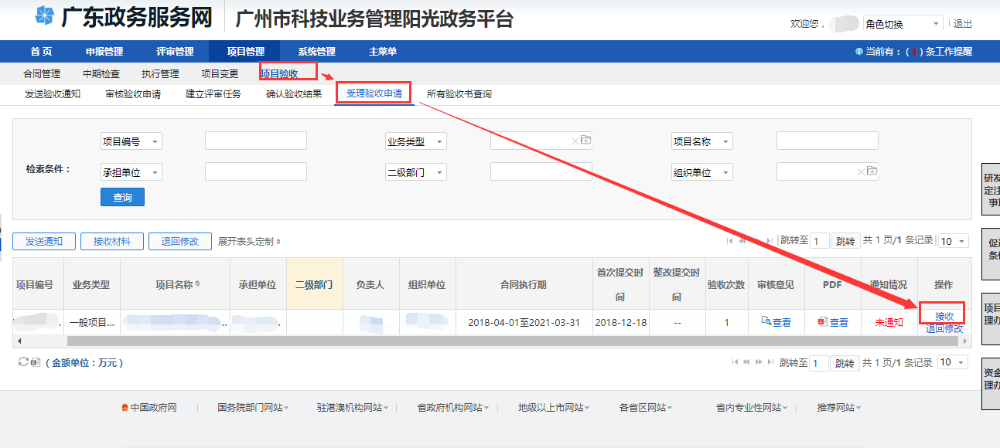 广东政务服务网 广州市科技业务管理阳光政务平台
欢迎您， 角色切换 退出
首 页 申报管理 评审管理 项目管理 系统管理 主菜单 当前有：（ 4 ）条工作提醒
合同管理 中期检查 执行管理 项目变更 项目验收
发送验收通知 审核验收申请 建立评审任务 确认验收结果 受理验收申请 所有验收书查询
项目编号 业务类型 项目名称
检索条件：
承担单位 二级部门 组织单位
查询
发送通知 接收材料 退回修改 展开表头定制 跳转至 1 跳转 共 1 页/1 条记录 10
项目编号 业务类型 项目名称 承担单位 二级部门 负责人 组织单位 合同执行期 首次提交时间 整改提交时间 验收次数 审核意见 PDF 通知情况 操作
. 一般项目... .. . 2018-04-01至2021-03-31 2018-12-18 -- 1 查看 查看 未通知 接收
退回修改
（金额单位：万元） 跳转至 1 跳转 共 1 页/1 条记录 10
中国政府网 国务院部门网站 驻港澳机构网站 省政府机构网站 地级以上市网站 各省区网站 省内专业性网站 推荐网站
研发
定注
事项
促进
条件
项目
理办
资金
理办